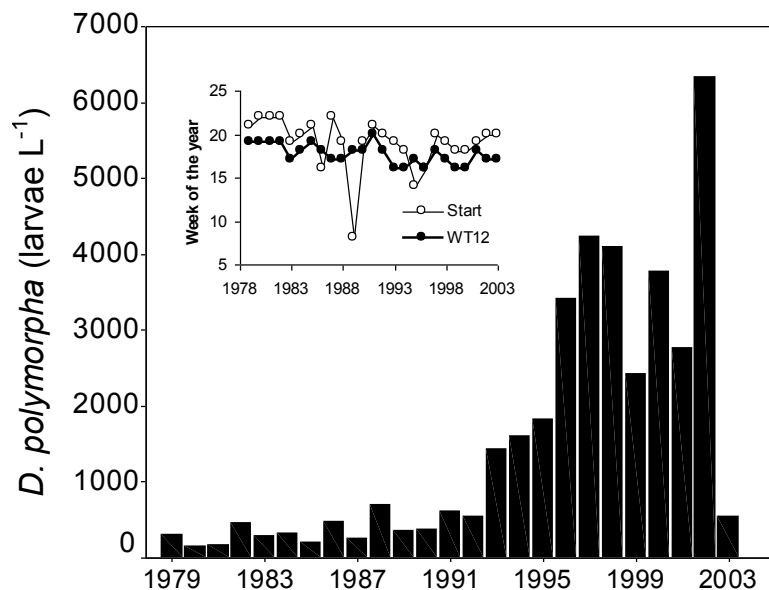 7000
6000
5000
4000
3000
2000
1000
0
D. polymorpha (larvae L⁻¹)
25
20
15
10
5
Week of the year
Start
WT12
1978 1983 1988 1993 1998 2003
1979 1983 1987 1991 1995 1999 2003